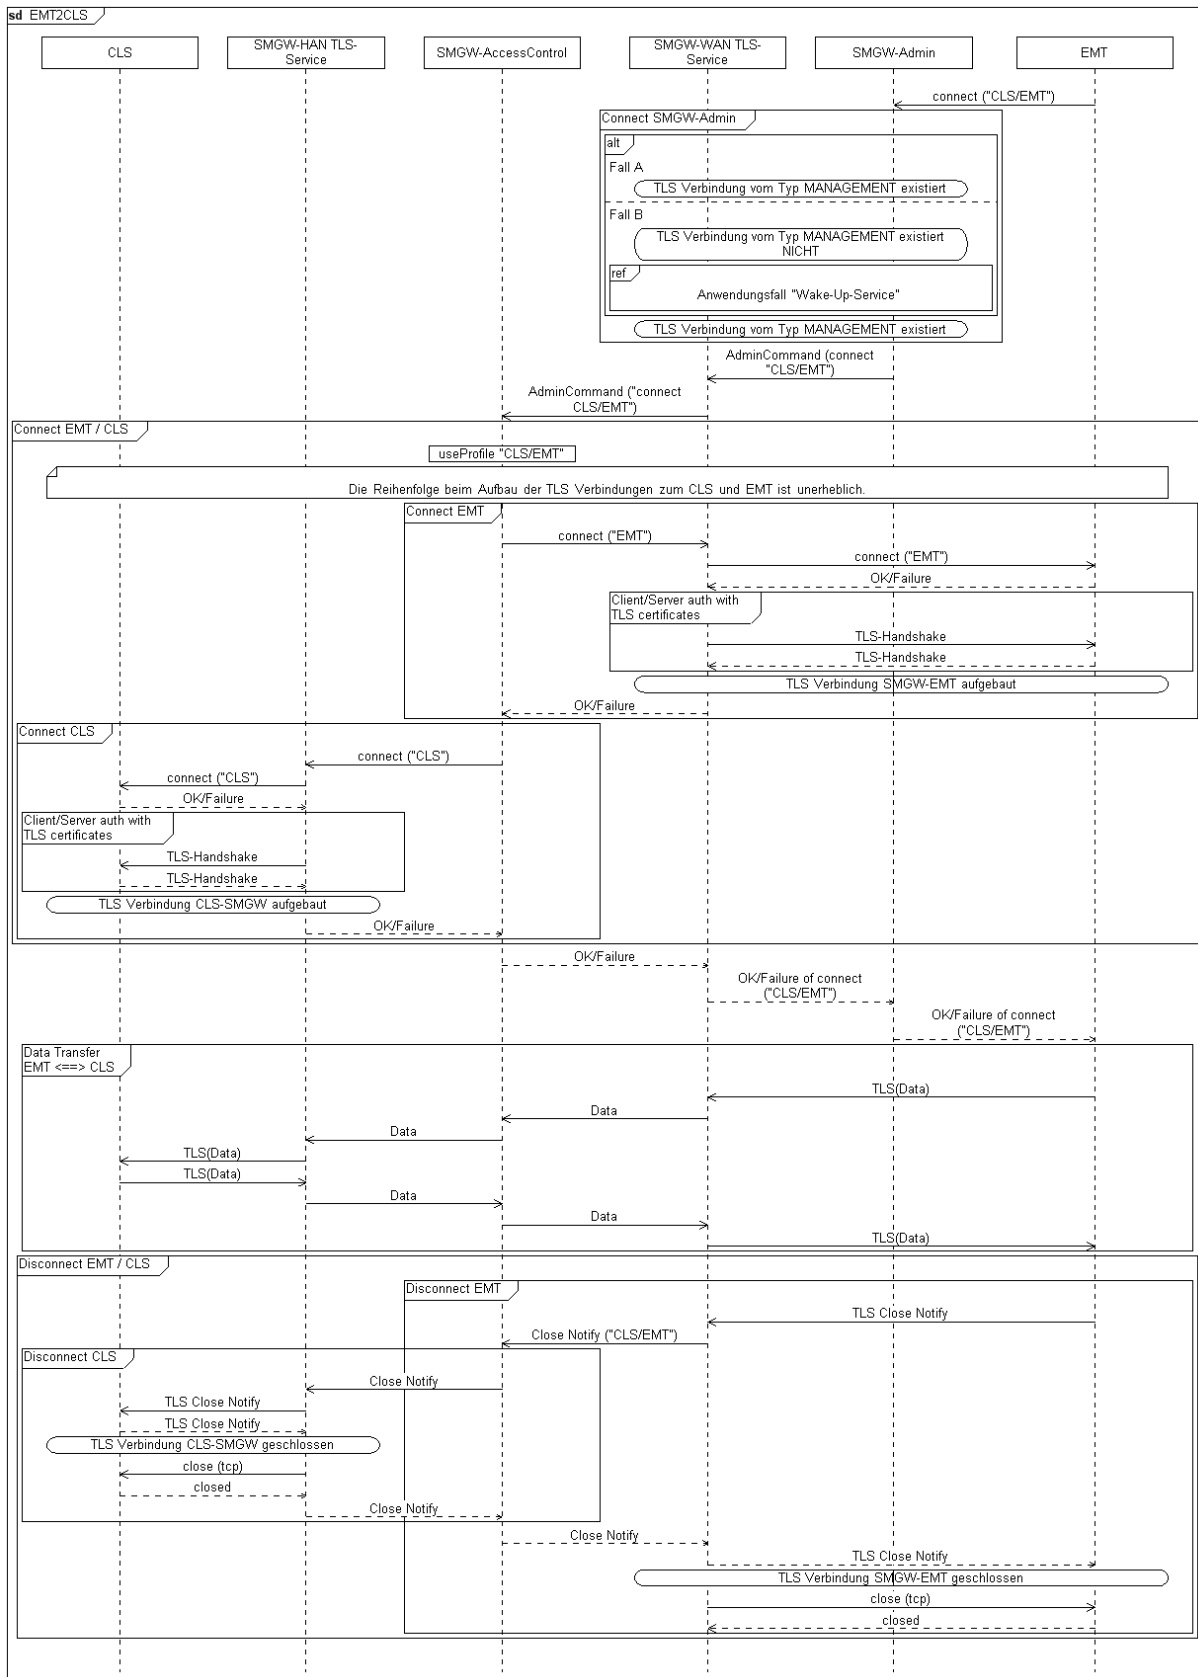 sd EMT2CLS
CLS
SMGW-HAN TLS-
Service
SMGW-AccessControl
SMGW-WAN TLS-
Service
SMGW-Admin
EMT
connect ("CLS/EMT")
Connect SMGW-Admin
alt
Fall A
TLS Verbindung vom Typ MANAGEMENT existiert
Fall B
TLS Verbindung vom Typ MANAGEMENT existiert
NICHT
ref
Anwendungsfall "Wake-Up-Service"
TLS Verbindung vom Typ MANAGEMENT existiert
AdminCommand (connect
"CLS/EMT")
AdminCommand ("connect
CLS/EMT")
Connect EMT / CLS
useProfile "CLS/EMT"
Die Reihenfolge beim Aufbau der TLS Verbindungen zum CLS und EMT ist unerheblich.
Connect EMT
connect ("EMT")
connect ("EMT")
OK/Failure
Client/Server auth with
TLS certificates
TLS-Handshake
TLS-Handshake
TLS Verbindung SMGW-EMT aufgebaut
OK/Failure
Connect CLS
connect ("CLS")
connect ("CLS")
OK/Failure
Client/Server auth with
TLS certificates
TLS-Handshake
TLS-Handshake
TLS Verbindung CLS-SMGW aufgebaut
OK/Failure
OK/Failure
OK/Failure of connect
("CLS/EMT")
OK/Failure of connect
("CLS/EMT")
Data Transfer
EMT <==> CLS
TLS(Data)
Data
Data
TLS(Data)
TLS(Data)
Data
Data
TLS(Data)
Disconnect EMT / CLS
Disconnect EMT
TLS Close Notify
Close Notify ("CLS/EMT")
Disconnect CLS
Close Notify
TLS Close Notify
TLS Close Notify
TLS Verbindung CLS-SMGW geschlossen
close (tcp)
closed
Close Notify
Close Notify
TLS Close Notify
TLS Verbindung SMGW-EMT geschlossen
close (tcp)
closed